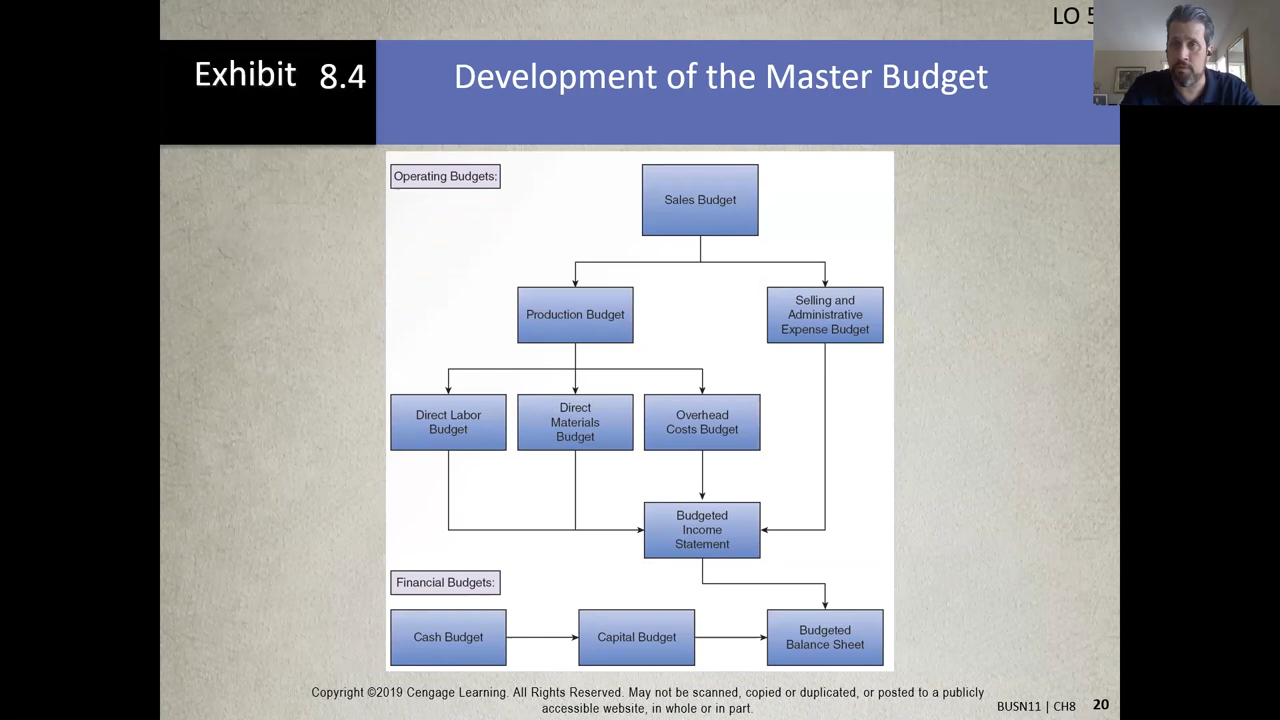 LO 5
Exhibit 8.4
Development of the Master Budget
Operating Budgets:
Sales Budget
Production Budget
Selling and
Administrative
Expense Budget
Direct Labor
Budget
Direct
Materials
Budget
Overhead
Costs Budget
Budgeted
Income
Statement
Financial Budgets:
Cash Budget
Capital Budget
Budgeted
Balance Sheet
Copyright ©2019 Cengage Learning. All Rights Reserved. May not be scanned, copied or duplicated, or posted to a publicly
accessible website, in whole or in part.
BUSN11 | CH8 20